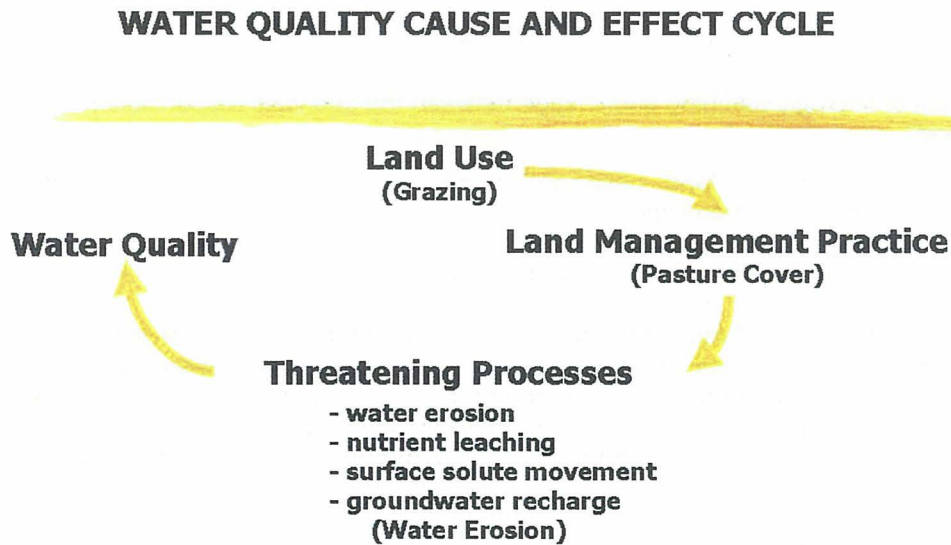 WATER QUALITY CAUSE AND EFFECT CYCLE
Land Use
(Grazing)
Land Management Practice
(Pasture Cover)
Threatening Processes
- water erosion
- nutrient leaching
- surface solute movement
- groundwater recharge
(Water Erosion)
Water Quality